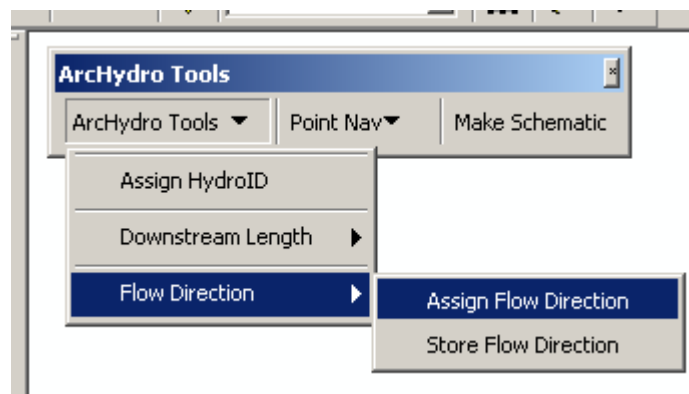 ArcHydro Tools
ArcHydro Tools Point Nav Make Schematic
Assign HydroID
Downstream Length
Flow Direction
Assign Flow Direction
Store Flow Direction